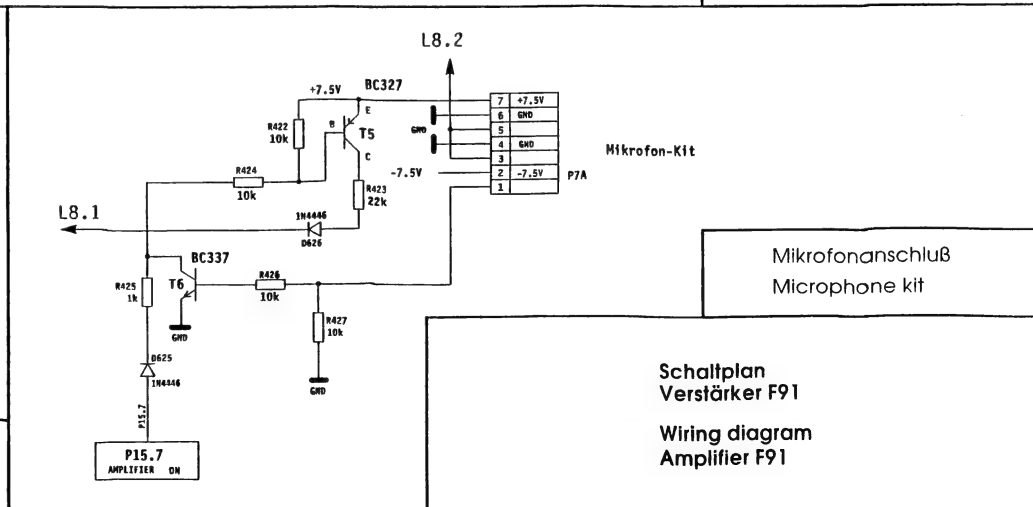 L8.2
+7.5V
BC327
E
B
T5
C
R422
10k
R424
10k
R423
22k
GND
-7.5V
7 +7.5V
6 GND
5
4 GND
3
2 -7.5V
1
P7A
Mikrofon-Kit
L8.1
1N4446
D626
BC337
T6
R425
1k
R426
10k
R427
10k
GND
GND
D625
1N4446
P15.7
P15.7
AMPLIFIER ON
Mikrofonanschluß
Microphone kit
Schaltplan
Verstärker F91
Wiring diagram
Amplifier F91